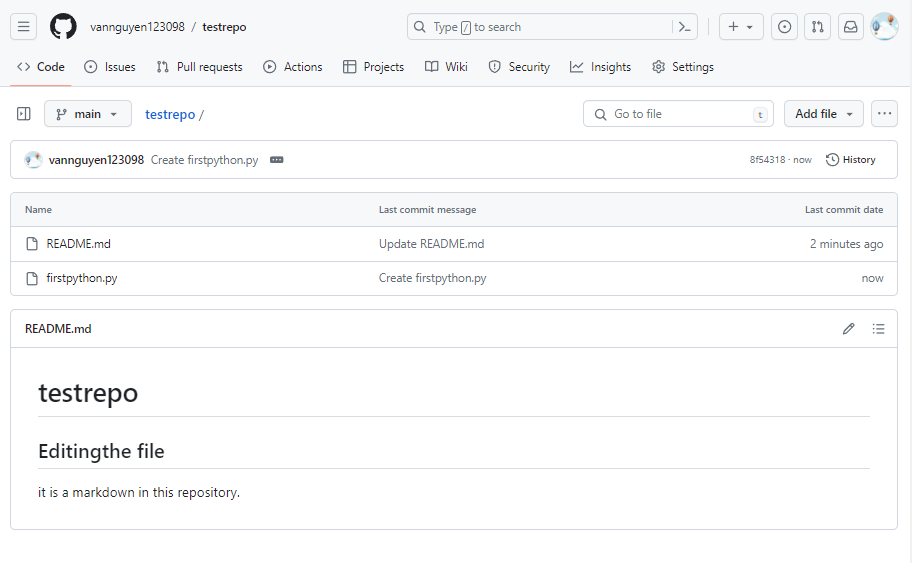 vannguyen123098 / testrepo
Type / to search
Code Issues Pull requests Actions Projects Wiki Security Insights Settings
main testrepo / Go to file t Add file
vannguyen123098 Create firstpython.py 8f54318 · now History
Name Last commit message Last commit date
README.md Update README.md 2 minutes ago
firstpython.py Create firstpython.py now
README.md
testrepo
Editingthe file
it is a markdown in this repository.